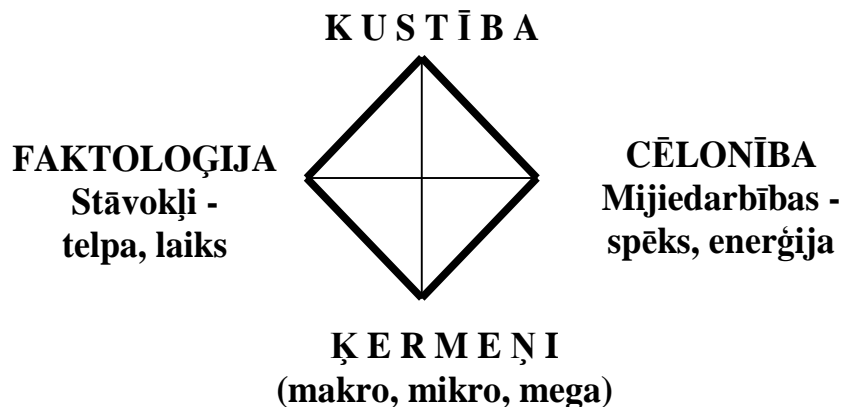 K U S T Ī B A
FAKTOLOĢIJA
Stāvokļi -
telpa, laiks
CĒLONĪBA
Mijiedarbības -
spēks, enerģija
Ķ E R M E Ņ I
(makro, mikro, mega)